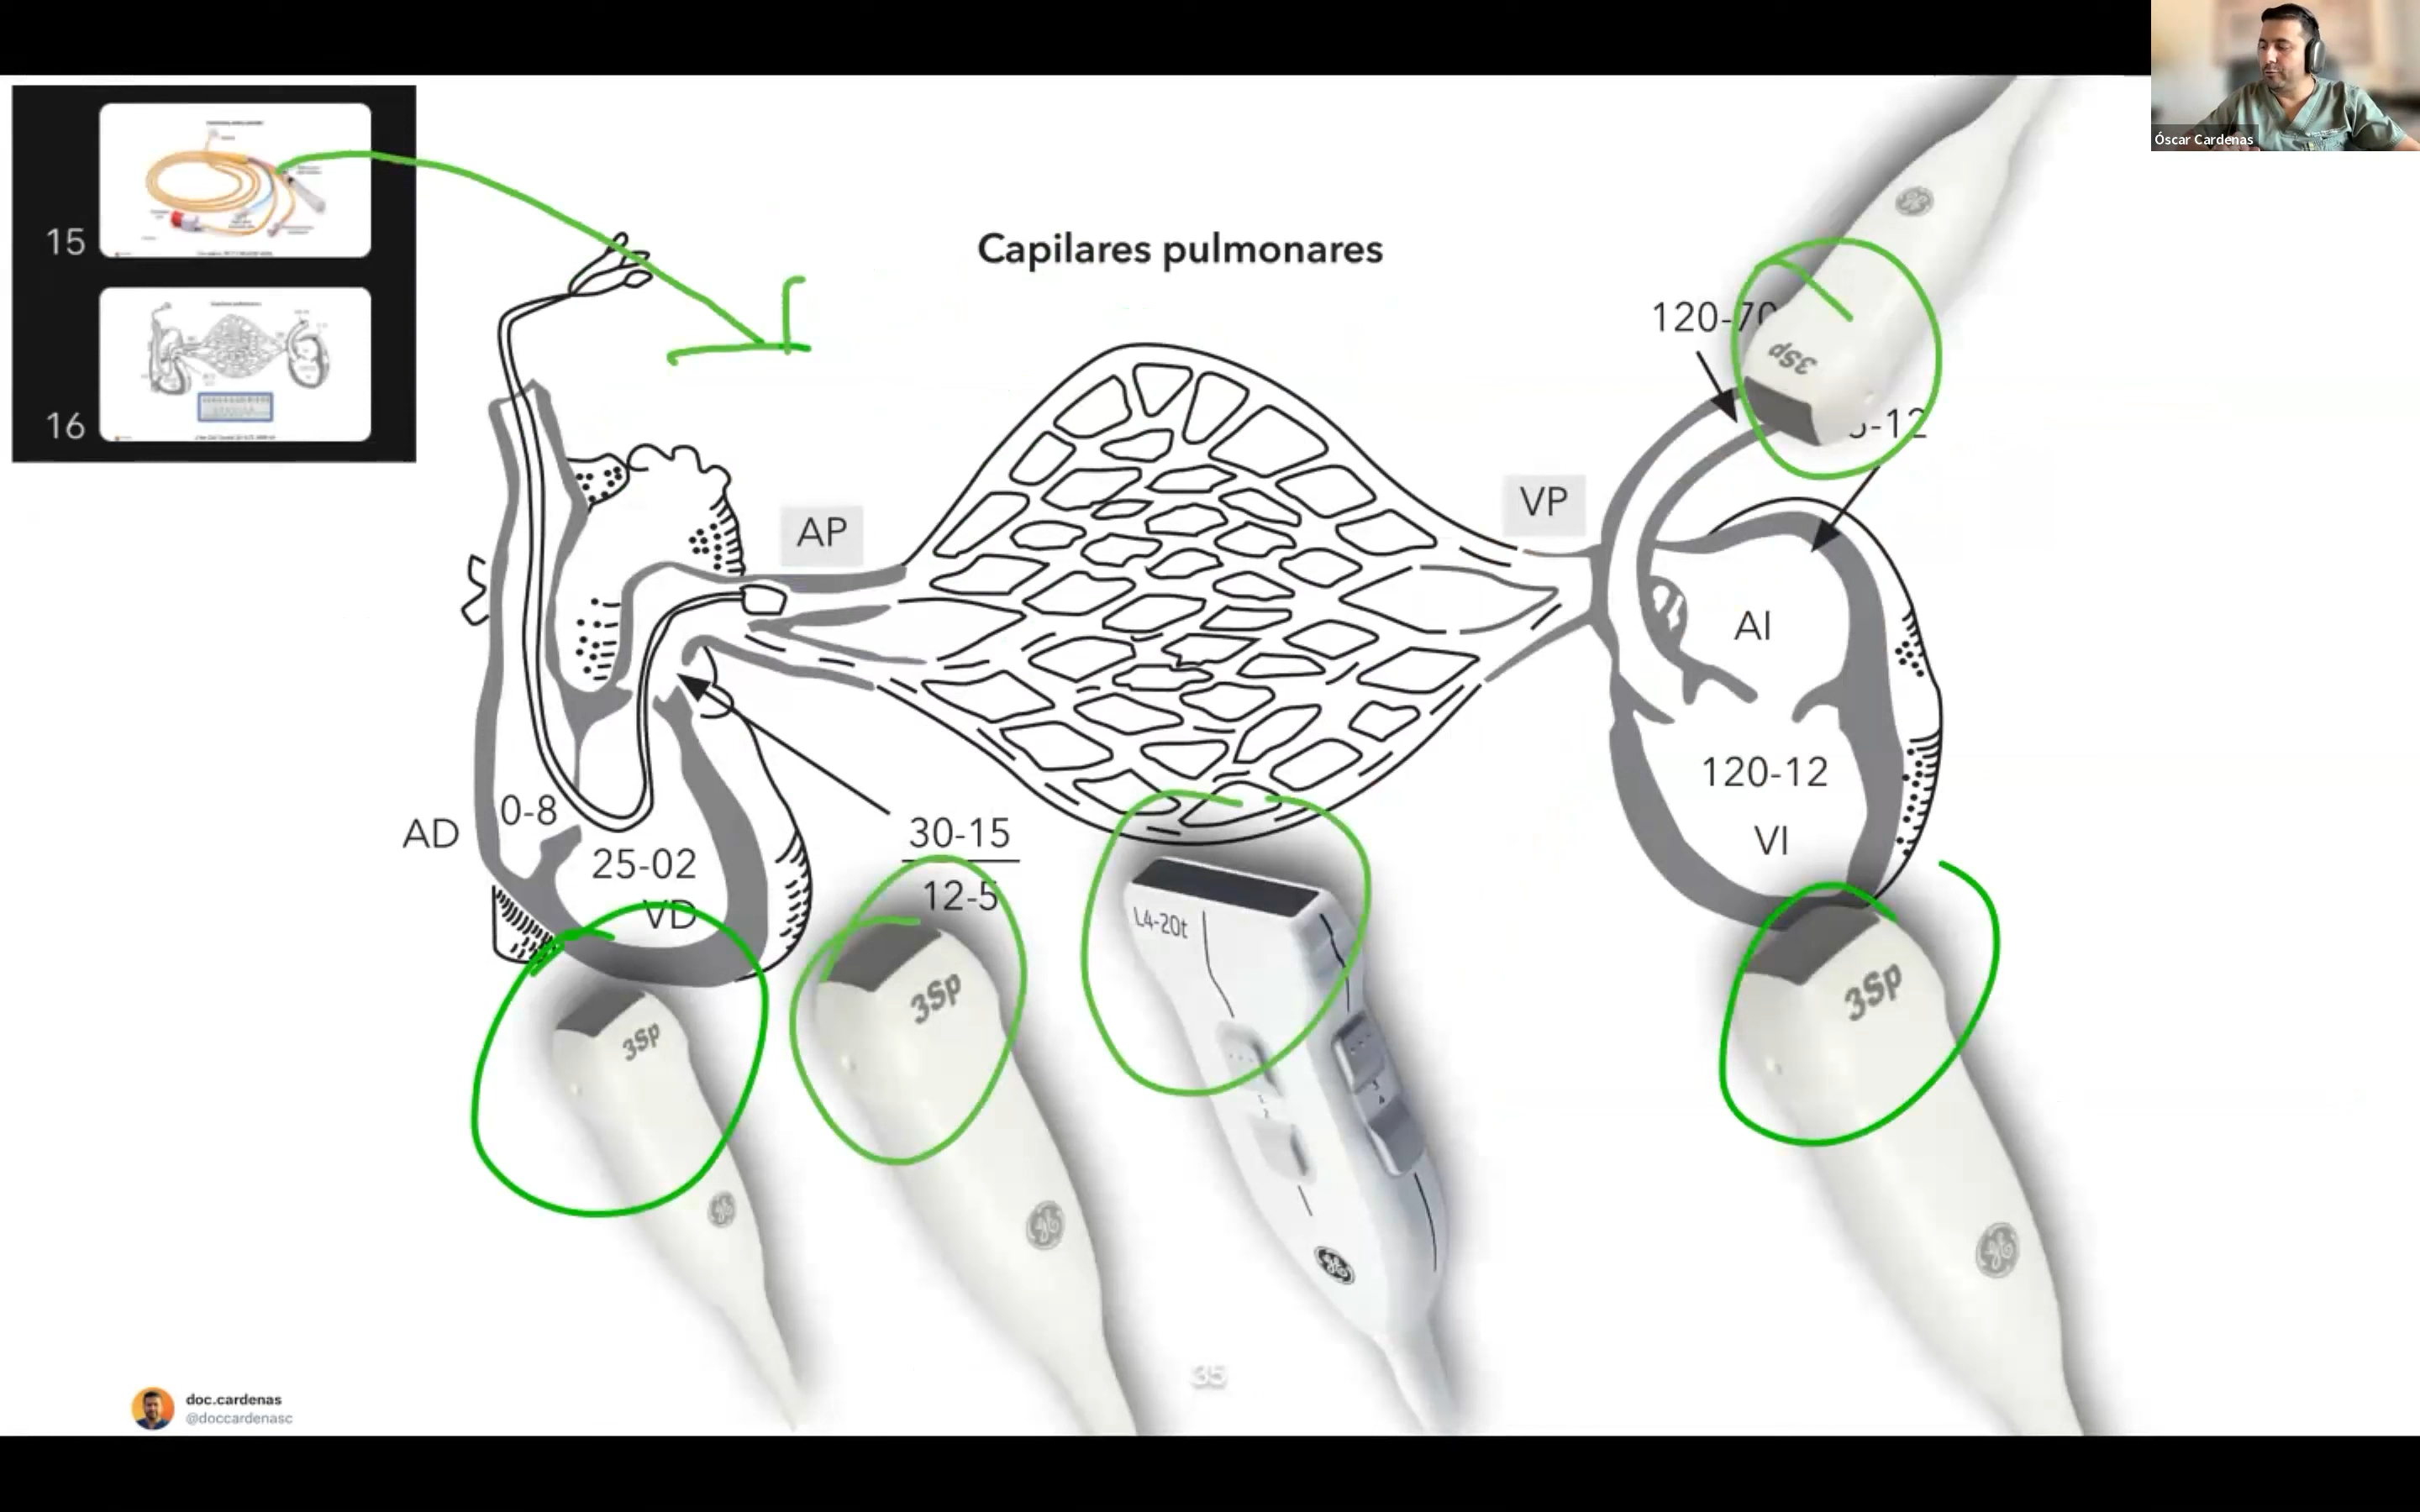 Óscar Cardenas
15
16
Capilares pulmonares
120-70
3Sp
-12
AP
VP
AI
120-12
VI
0-8
AD
25-02
VD
30-15
12-5
L4-20t
3Sp
3Sp
3Sp
35
doc.cardenas
@doccardenasc